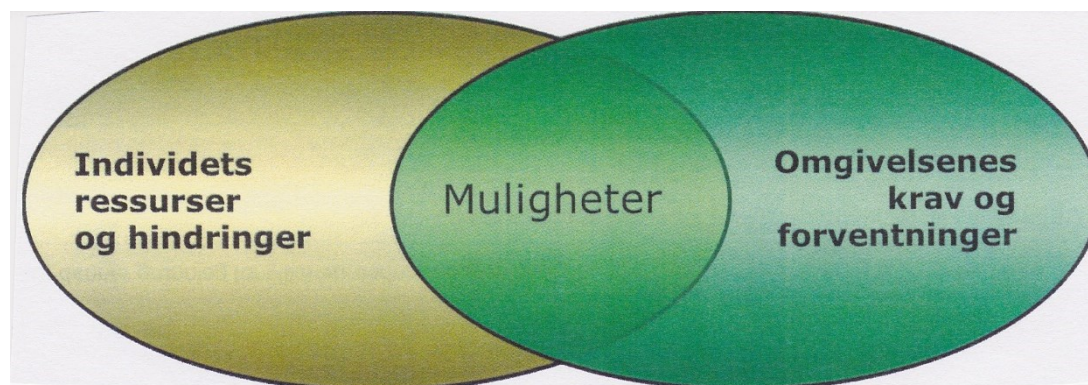 Individets
ressurser
og hindringer
Muligheter
Omgivelsenes
krav og
forventninger